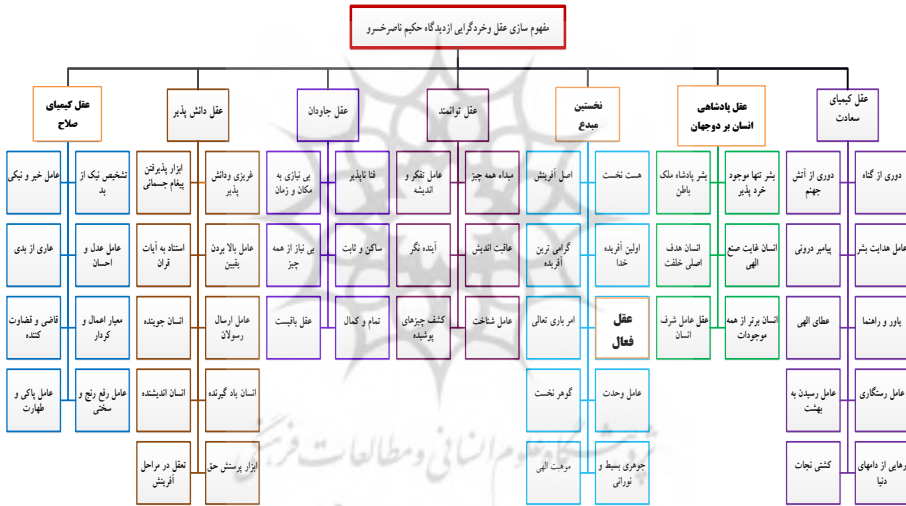 مفهوم سازی عقل وخردگرایی ازدیدگاه حکیم ناصرخسرو
عقل کیمیای
سعادت
عقل پادشاهی
انسان بر دوجهان
نخستین
مبدع
عقل توانمند
عقل جاودان
عقل دانش پذیر
عقل کیمیای
صلاح
دوری از گناه
دوری از آتش
جهنم
عامل هدایت بشر
پیامبر درونی
یاور و راهنما
عطای الهی
عامل رستگاری
عامل رسیدن به
بهشت
رهایی از دامهای
دنیا
کشتی نجات
بشر تنها موجود
خرد پذیر
بشر پادشاه ملک
باطن
انسان غایت صنع
الهی
انسان هدف
اصلی خلقت
انسان برتر از همه
موجودات
عقل عامل شرف
انسان
هست نخست
اصل آفرینش
اولین آفریده
خدا
گرامی ترین
آفریده
عقل
فعال
امر باری تعالی
عامل وحدت
گوهر نخست
جوهری بسیط و
نورانی
موهبت الهی
مبداء همه چیز
عامل تفکر و
اندیشه
عاقبت اندیش
آینده نگر
عامل شناخت
کشف چیزهای
پوشیده
فنا ناپذیر
بی نیازی به
مکان و زمان
ساکن و ثابت
بی نیاز از همه
چیز
تمام و کمال
عقل باقیست
غریزی ودانش
پذیر
ابزار پذیرفتن
پیغام جسمانی
عامل بالا بردن
یقین
استناد به آیات
قران
عامل ارسال
رسولان
انسان جوینده
انسان یاد گیرنده
انسان اندیشنده
ابزار پرستش حق
تعقل در مراحل
آفرینش
تشخیص نیک از
بد
عامل خیر و نیکی
عامل عدل و
احسان
عاری از بدی
معیار اعمال و
کردار
قاضی و قضاوت
کننده
عامل رفع رنج و
سختی
عامل پاکی و
طهارت
پژوهشگاه علوم انسانی و مطالعات فرهنگی